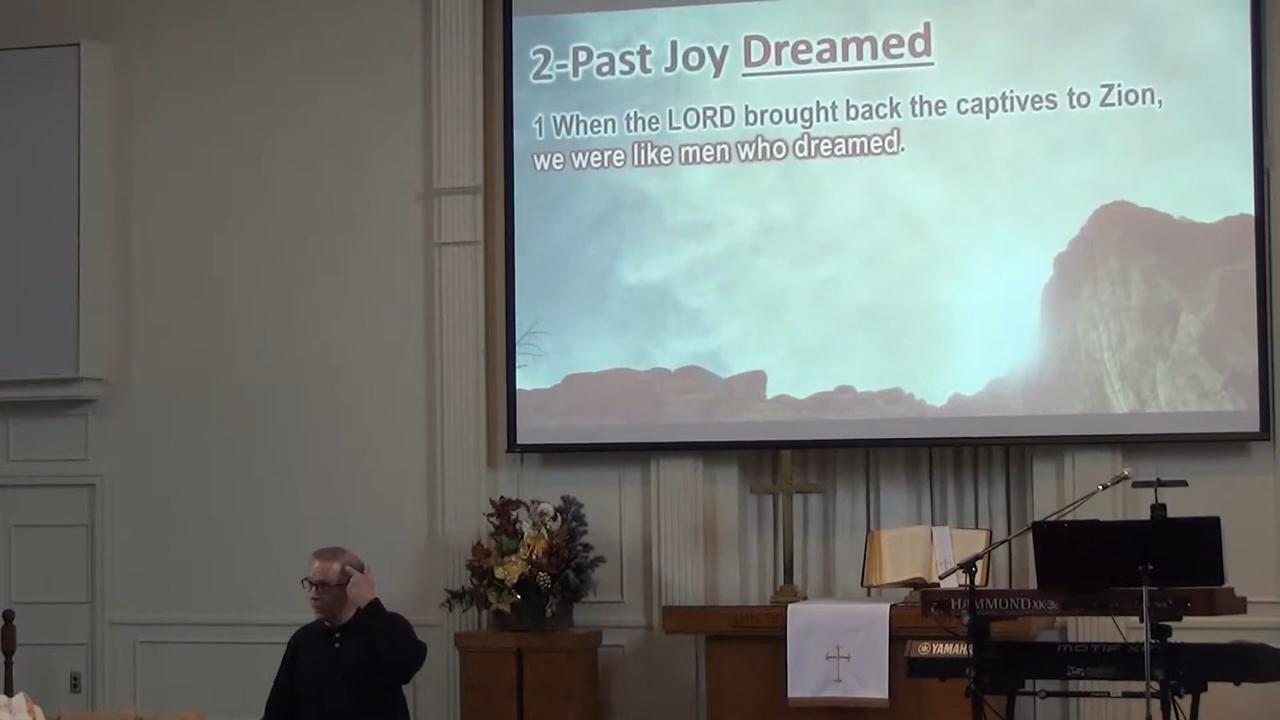 2-Past Joy Dreamed
1 When the LORD brought back the captives to Zion,
we were like men who dreamed.
HAMMOND XK-3c
YAMAHA
MOTIF XF